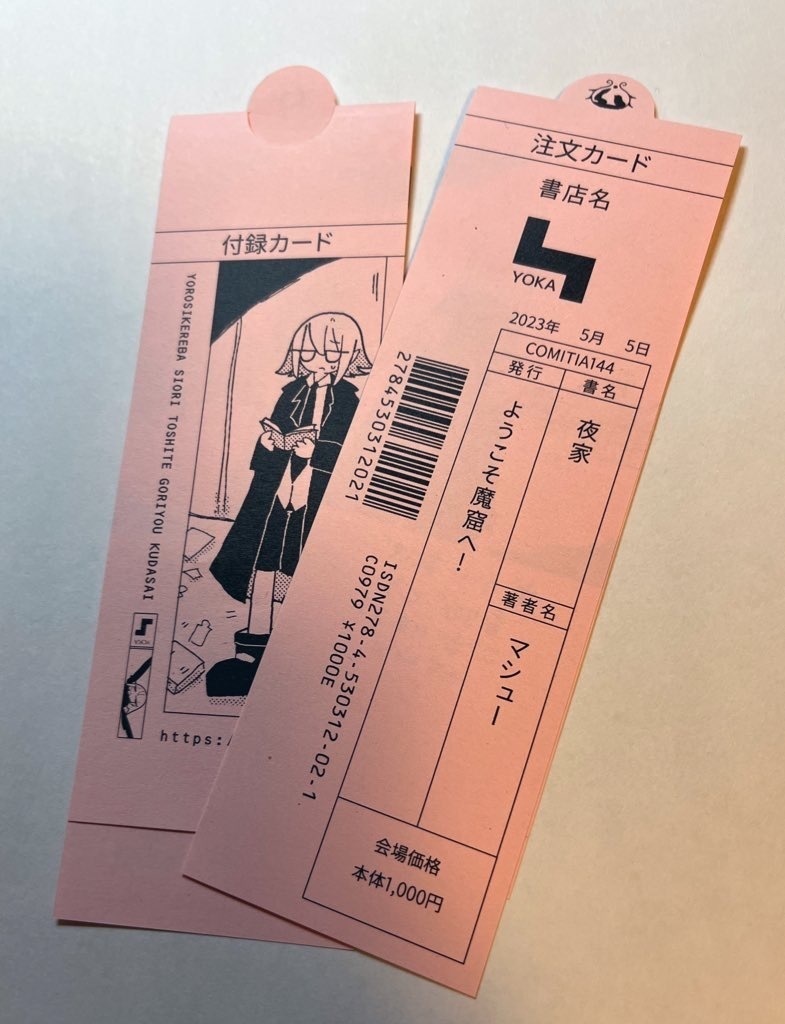 付録カード
YOROSIKEREBA SIORI TOSHITE GORIYOU KUDASAI
YOKA
https:/
注文カード
書店名
YOKA
2023年 5月 5日
COMITIA144
書名
発行
夜家
ようこそ魔窟へ!
著者名
マシュー
2784530312021
ISDN278-4-530312-02-1
C0979 ¥1000E
会場価格
本体1,000円